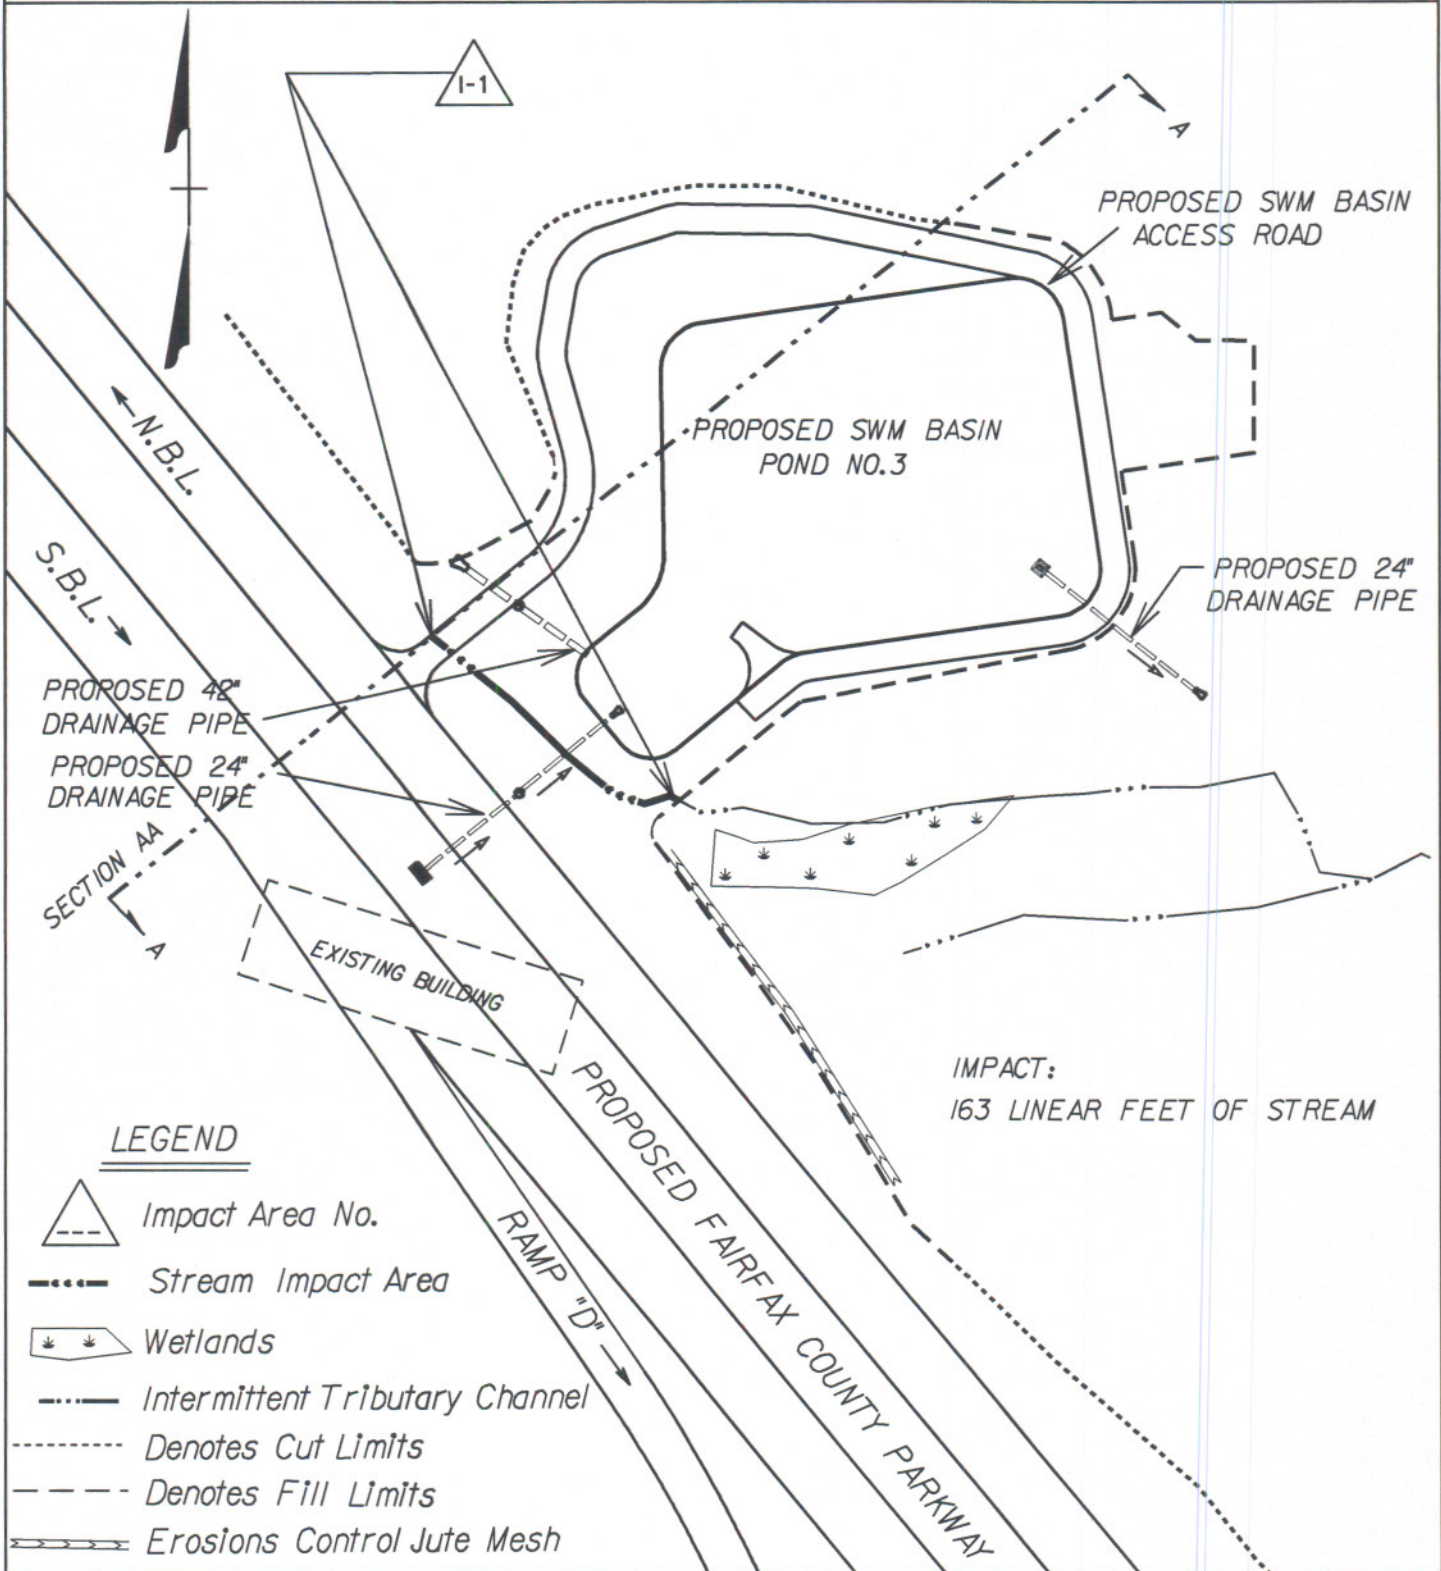 I-1
A
PROPOSED SWM BASIN
ACCESS ROAD
N.B.L.
PROPOSED SWM BASIN
POND NO.3
S.B.L.
PROPOSED 24"
DRAINAGE PIPE
PROPOSED 42"
DRAINAGE PIPE
PROPOSED 24"
DRAINAGE PIPE
SECTION AA
A
EXISTING BUILDING
IMPACT:
163 LINEAR FEET OF STREAM
PROPOSED FAIRFAX COUNTY PARKWAY
RAMP "D"
LEGEND
Impact Area No.
Stream Impact Area
Wetlands
Intermittent Tributary Channel
Denotes Cut Limits
Denotes Fill Limits
Erosions Control Jute Mesh